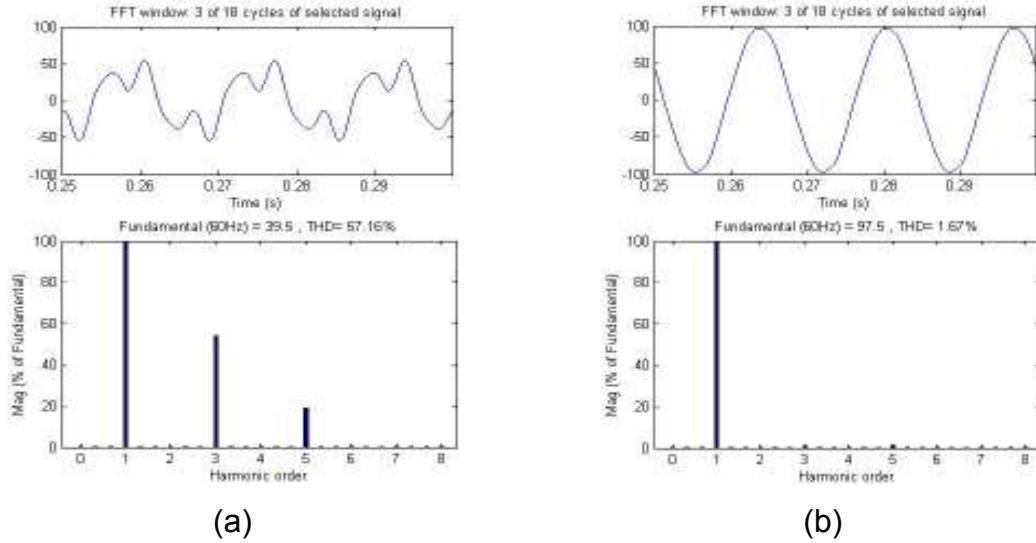 FFT window: 3 of 18 cycles of selected signal
100
50
0
-50
-100
0.25 0.26 0.27 0.28 0.29
Time (s)
Fundamental (60Hz) = 39.5 , THD= 57.16%
Mag (% of Fundamental)
100
80
60
40
20
0
0 1 2 3 4 5 6 7 8
Harmonic order
(a)
FFT window: 3 of 18 cycles of selected signal
100
50
0
-50
-100
0.25 0.26 0.27 0.28 0.29
Time (s)
Fundamental (60Hz) = 97.5 , THD= 1.67%
Mag (% of Fundamental)
100
80
60
40
20
0
0 1 2 3 4 5 6 7 8
Harmonic order
(b)